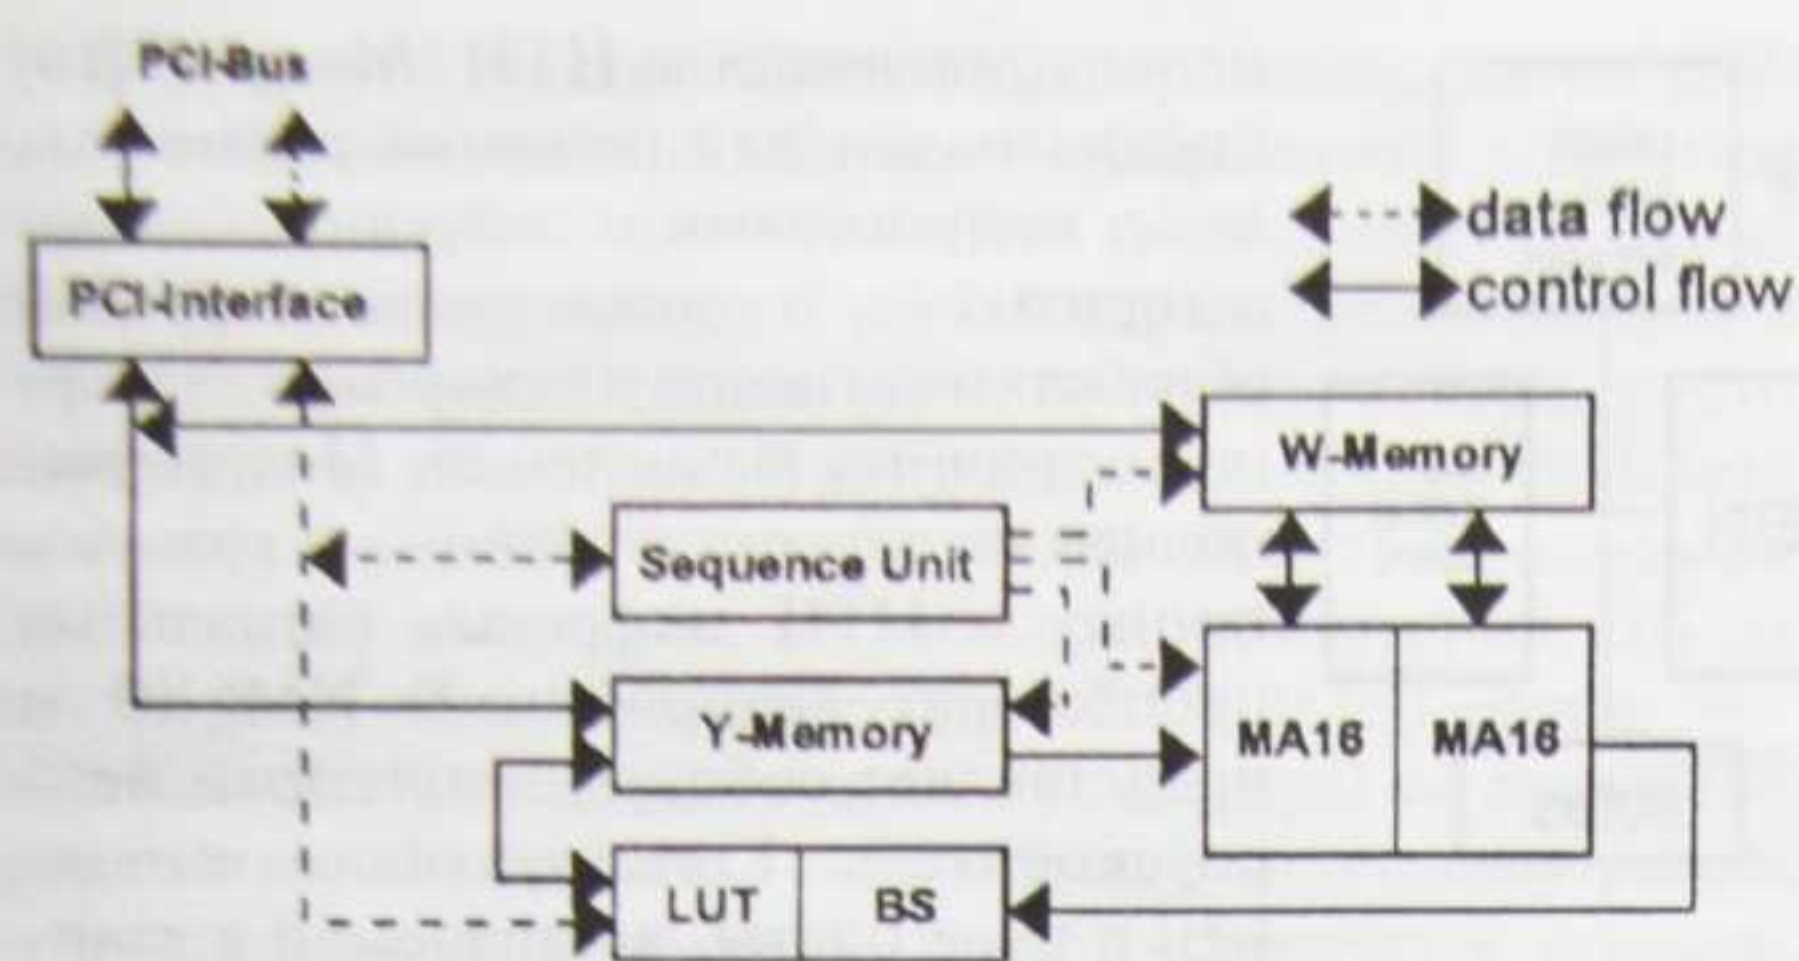 PCI-Bus
data flow
control flow
PCI-Interface
W-Memory
Sequence Unit
Y-Memory
MA16
MA16
LUT
BS